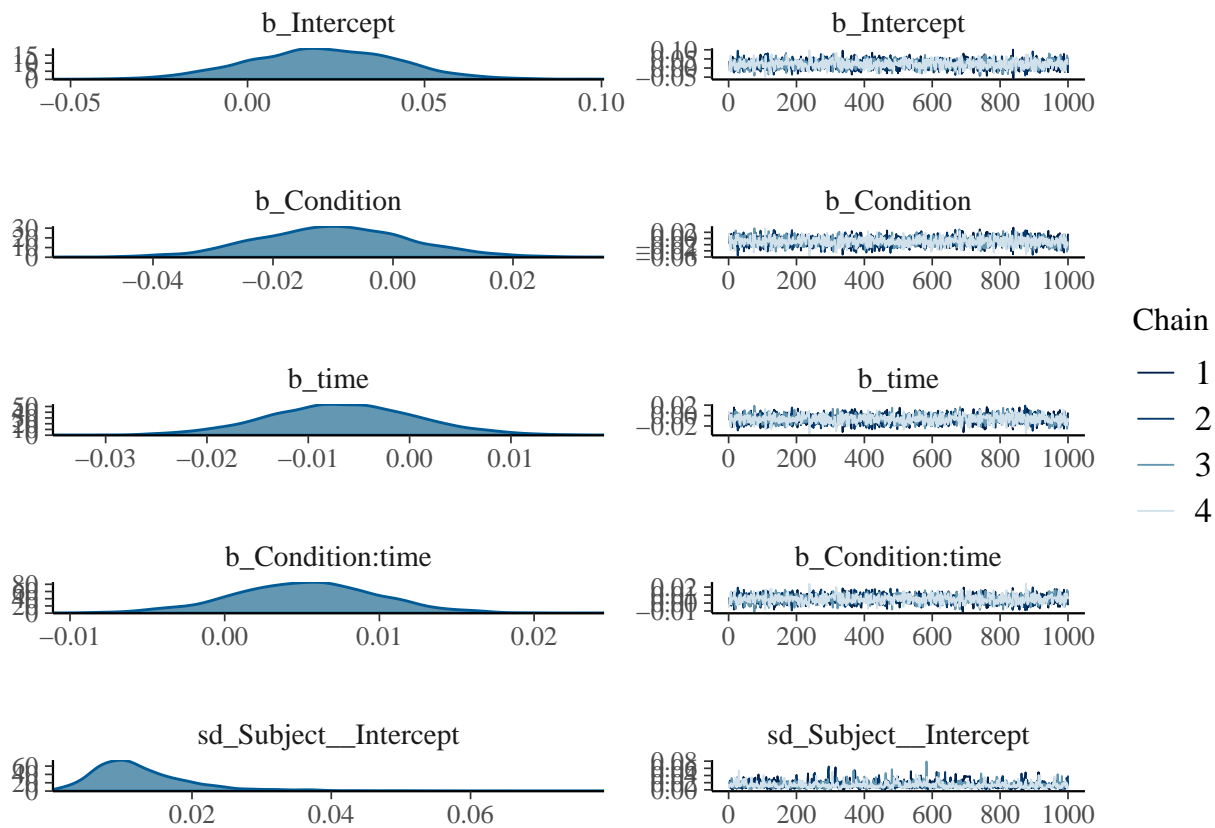 b_Intercept
b_Intercept
−0.05 0.00 0.05 0.10
0 200 400 600 800 1000
b_Condition
b_Condition
−0.04 −0.02 0.00 0.02
0 200 400 600 800 1000
b_time
b_time
−0.03 −0.02 −0.01 0.00 0.01
0 200 400 600 800 1000
b_Condition:time
b_Condition:time
−0.01 0.00 0.01 0.02
0 200 400 600 800 1000
sd_Subject__Intercept
sd_Subject__Intercept
0.02 0.04 0.06
0 200 400 600 800 1000
Chain
1
2
3
4